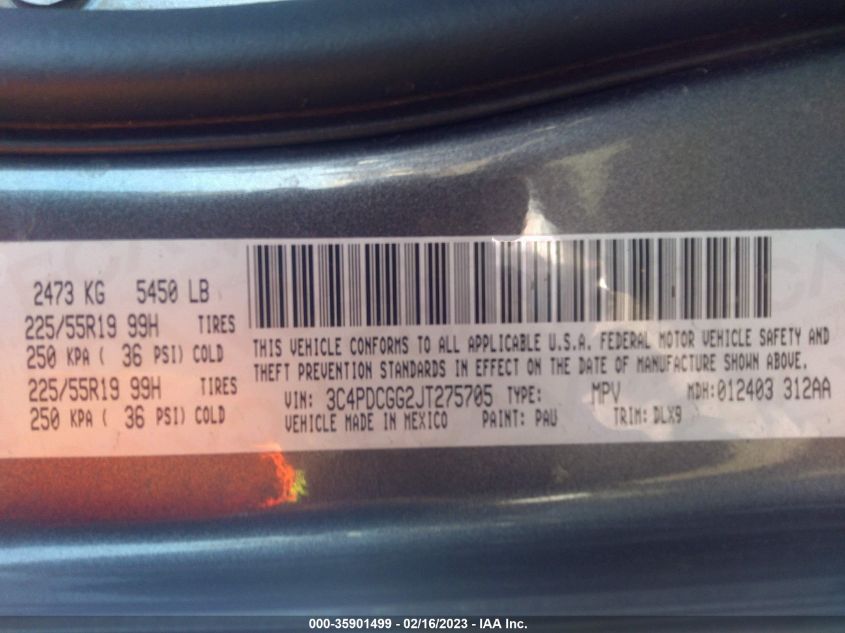 2473 KG 5450 LB
225/55R19 99H TIRES
250 KPA ( 36 PSI) COLD
225/55R19 99H TIRES
250 KPA ( 36 PSI) COLD
THIS VEHICLE CONFORMS TO ALL APPLICABLE U.S.A. FEDERAL MOTOR VEHICLE SAFETY AND
THEFT PREVENTION STANDARDS IN EFFECT ON THE DATE OF MANUFACTURE SHOWN ABOVE.
VIN: 3C4PDCGG2JT275705 TYPE: MPV MDH:012403 312AA
VEHICLE MADE IN MEXICO PAINT: PAU TRIM: DLX9
000-35901499 - 02/16/2023 - IAA Inc.